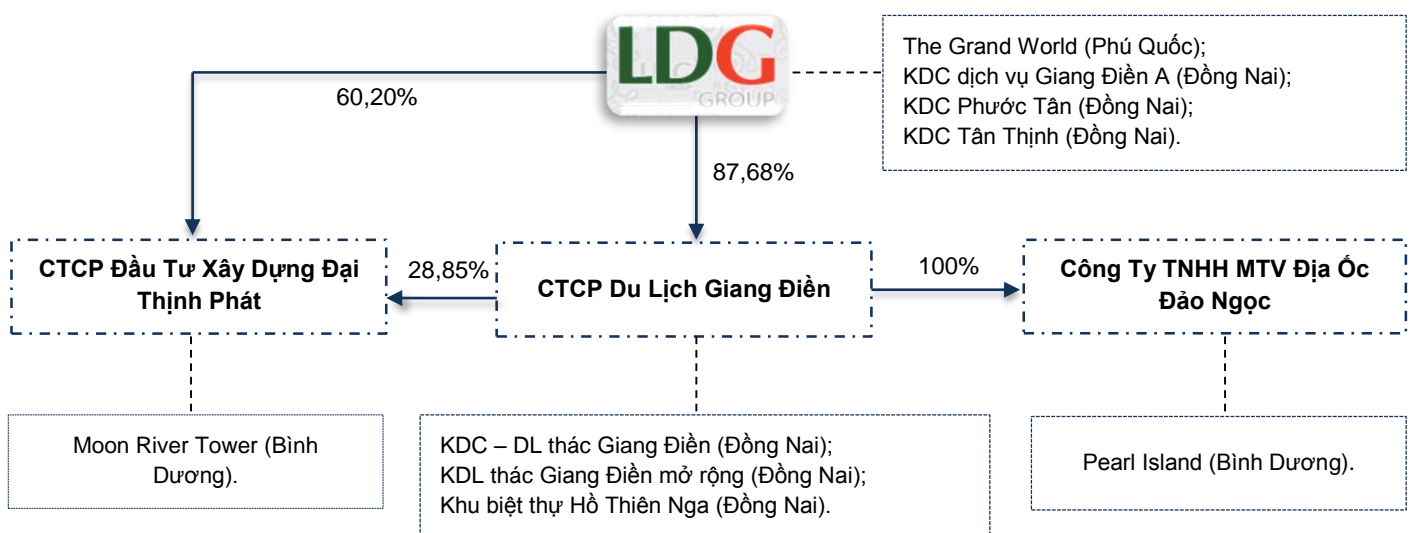 LDG
GROUP
The Grand World (Phú Quốc);
KDC dịch vụ Giang Điền A (Đồng Nai);
KDC Phước Tân (Đồng Nai);
KDC Tân Thịnh (Đồng Nai).
60,20%
87,68%
CTCP Đầu Tư Xây Dựng Đại
Thịnh Phát
28,85%
CTCP Du Lịch Giang Điền
100%
Công Ty TNHH MTV Địa Ốc
Đảo Ngọc
Moon River Tower (Bình
Dương).
KDC – DL thác Giang Điền (Đồng Nai);
KDL thác Giang Điền mở rộng (Đồng Nai);
Khu biệt thự Hồ Thiên Nga (Đồng Nai).
Pearl Island (Bình Dương).